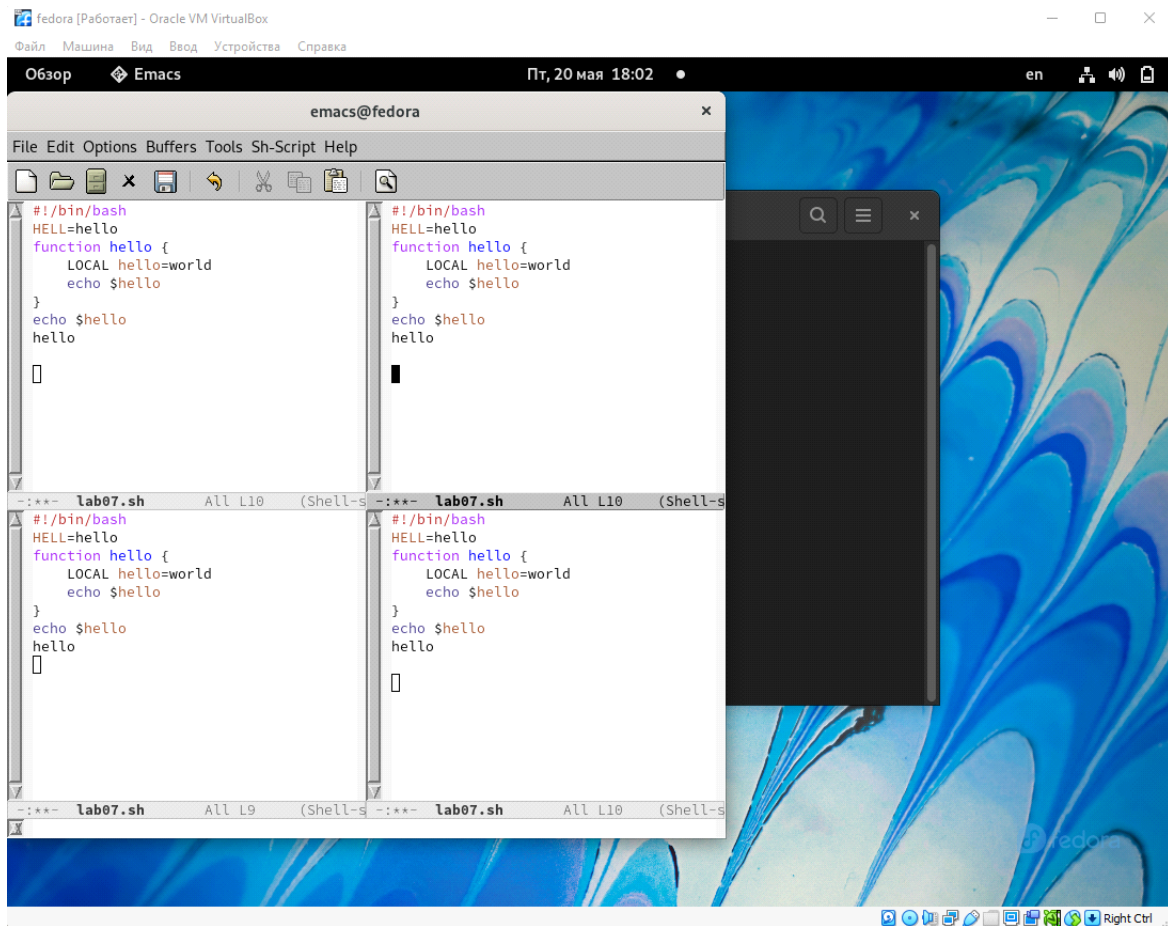 fedora [Работает] - Oracle VM VirtualBox
Файл Машина Вид Ввод Устройства Справка
Обзор Emacs Пт, 20 мая 18:02 en
emacs@fedora
File Edit Options Buffers Tools Sh-Script Help
#!/bin/bash
HELL=hello
function hello {
    LOCAL hello=world
    echo $hello
}
echo $hello
hello
-:**- lab07.sh All L10 (Shell-s
#!/bin/bash
HELL=hello
function hello {
    LOCAL hello=world
    echo $hello
}
echo $hello
hello
-:**- lab07.sh All L10 (Shell-s
#!/bin/bash
HELL=hello
function hello {
    LOCAL hello=world
    echo $hello
}
echo $hello
hello
-:**- lab07.sh All L9 (Shell-s
#!/bin/bash
HELL=hello
function hello {
    LOCAL hello=world
    echo $hello
}
echo $hello
hello
-:**- lab07.sh All L10 (Shell-s
fedora
Right Ctrl